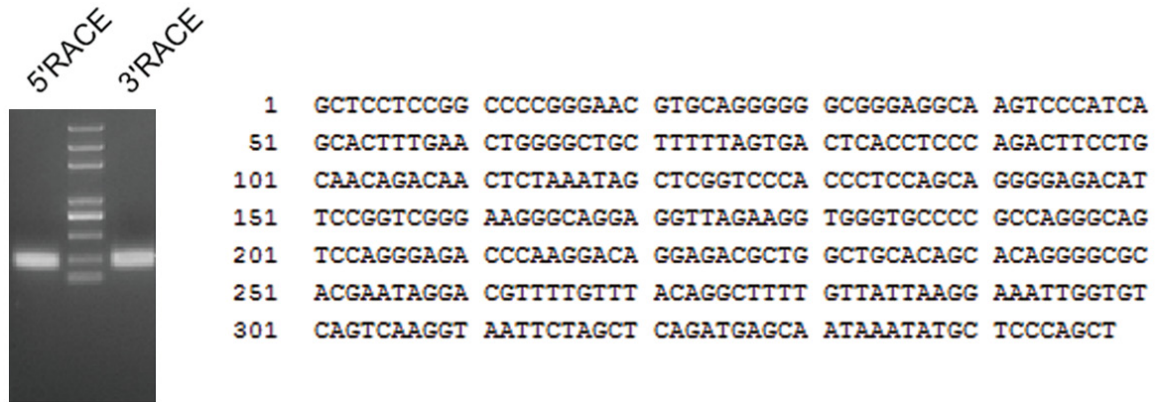 5'RACE 3'RACE
1 GCTCCTCCGG CCCCGGGAAC GTGCAGGGGG GCGGGAGGCA AGTCCCATCA
51 GCACTTTGAA CTGGGGCTGC TTTTTAGTGA CTCACCTCCC AGACTTCCTG
101 CAACAGACAA CTCTAAATAG CTCGGTCCCA CCCTCCAGCA GGGGAGACAT
151 TCCGGTCGGG AAGGGCAGGA GGTTAGAAGG TGGGTGCCCC GCCAGGGCAG
201 TCCAGGGAGA CCCAAGGACA GGAGACGCTG GCTGCACAGC ACAGGGGCGC
251 ACGAATAGGA CGTTTTGTTT ACAGGCTTTT GTTATTAAGG AAATTGGTGT
301 CAGTCAAGGT AATTCTAGCT CAGATGAGCA ATAAATATGC TCCCAGCT